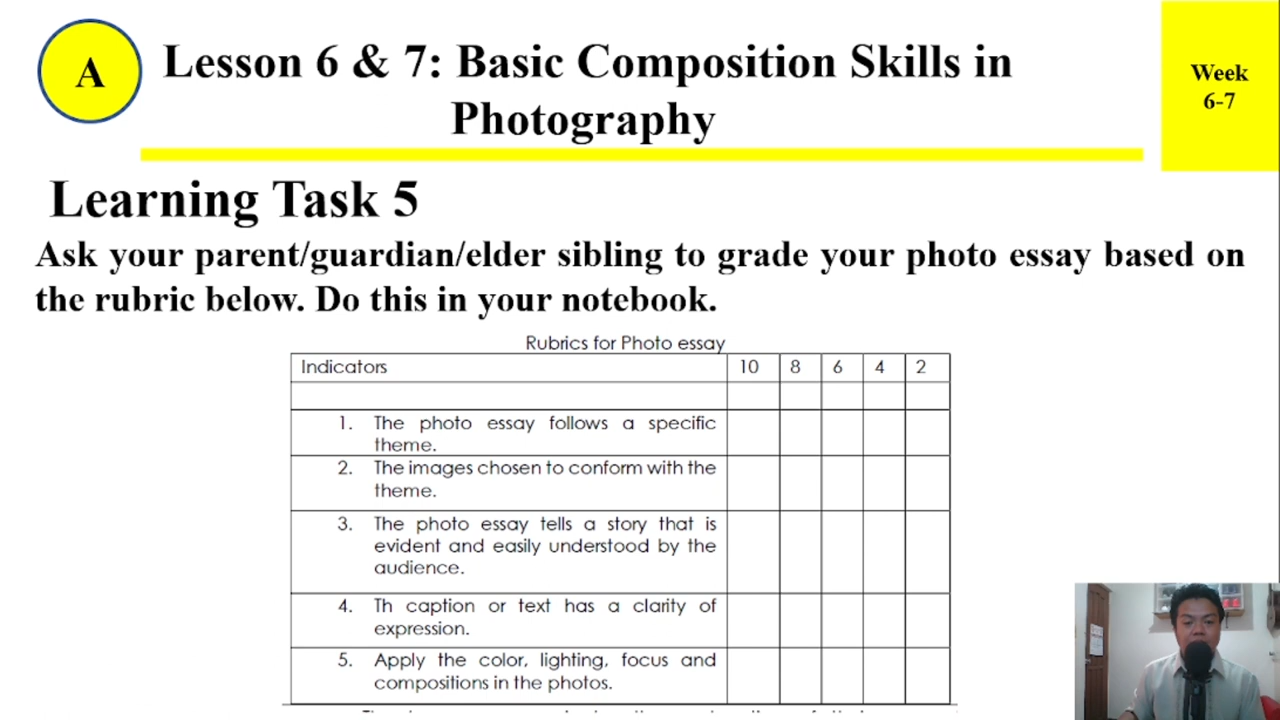 A
Lesson 6 & 7: Basic Composition Skills in
Photography
Week
6-7
Learning Task 5
Ask your parent/guardian/elder sibling to grade your photo essay based on
the rubric below. Do this in your notebook.
Rubrics for Photo essay
Indicators 10 8 6 4 2
1. The photo essay follows a specific
theme.
2. The images chosen to conform with the
theme.
3. The photo essay tells a story that is
evident and easily understood by the
audience.
4. Th caption or text has a clarity of
expression.
5. Apply the color, lighting, focus and
compositions in the photos.